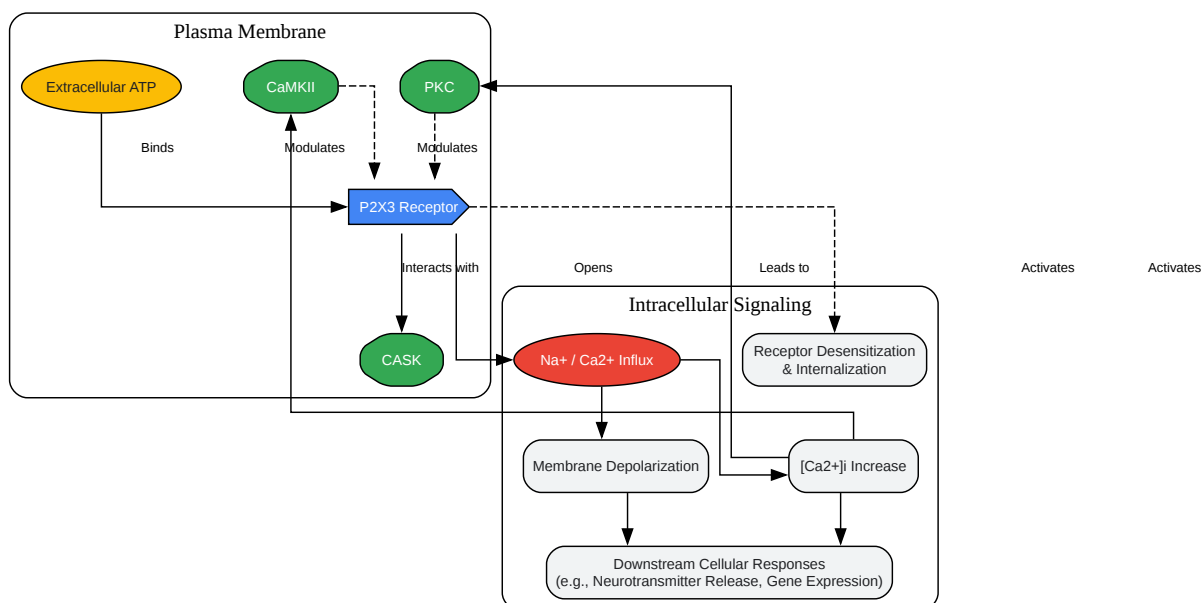 Plasma Membrane
Extracellular ATP
CaMKII
PKC
Binds
Modulates
Modulates
P2X3 Receptor
Interacts with
Opens
Leads to
Activates
Activates
Intracellular Signaling
CASK
Na+ / Ca2+ Influx
Receptor Desensitization
& Internalization
Membrane Depolarization
[Ca2+]i Increase
Downstream Cellular Responses
(e.g., Neurotransmitter Release, Gene Expression)